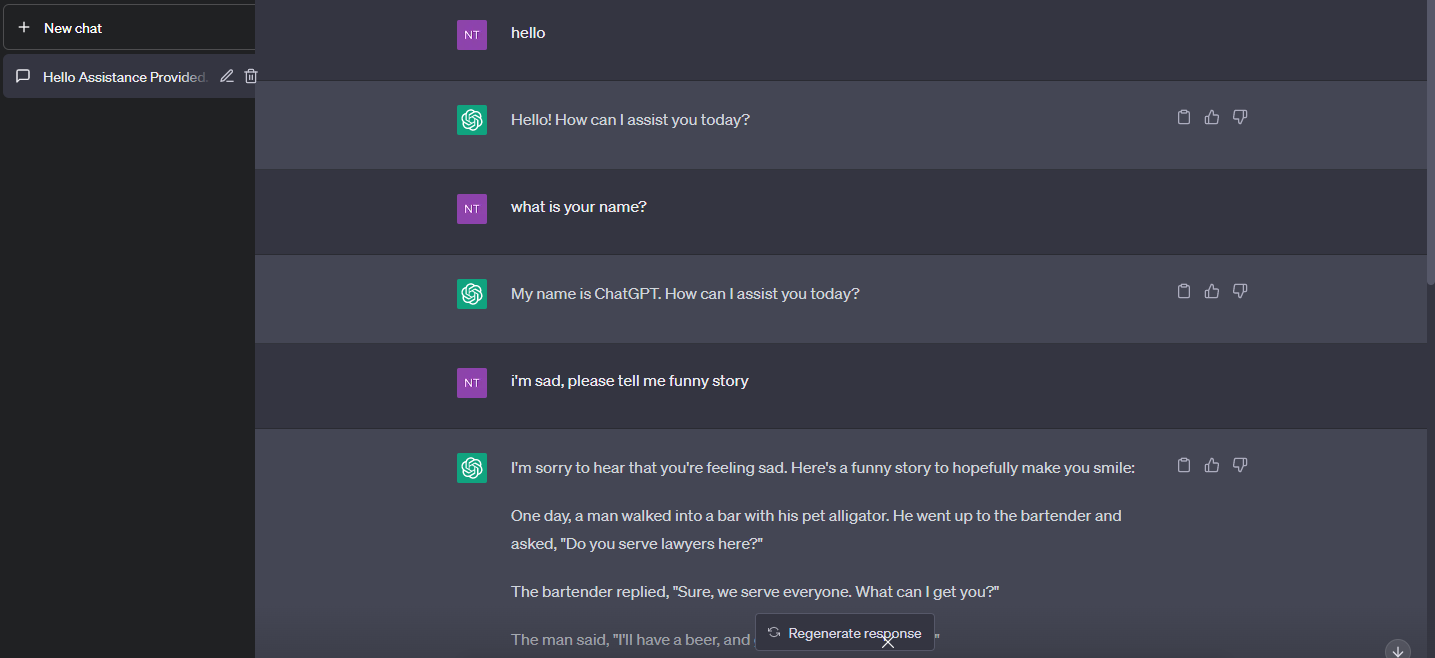 New chat
Hello Assistance Provided.
NT
hello
Hello! How can I assist you today?
NT
what is your name?
My name is ChatGPT. How can I assist you today?
NT
i'm sad, please tell me funny story
I'm sorry to hear that you're feeling sad. Here's a funny story to hopefully make you smile:
One day, a man walked into a bar with his pet alligator. He went up to the bartender and
asked, "Do you serve lawyers here?"
The bartender replied, "Sure, we serve everyone. What can I get you?"
The man said, "I'll have a beer, and "
Regenerate response